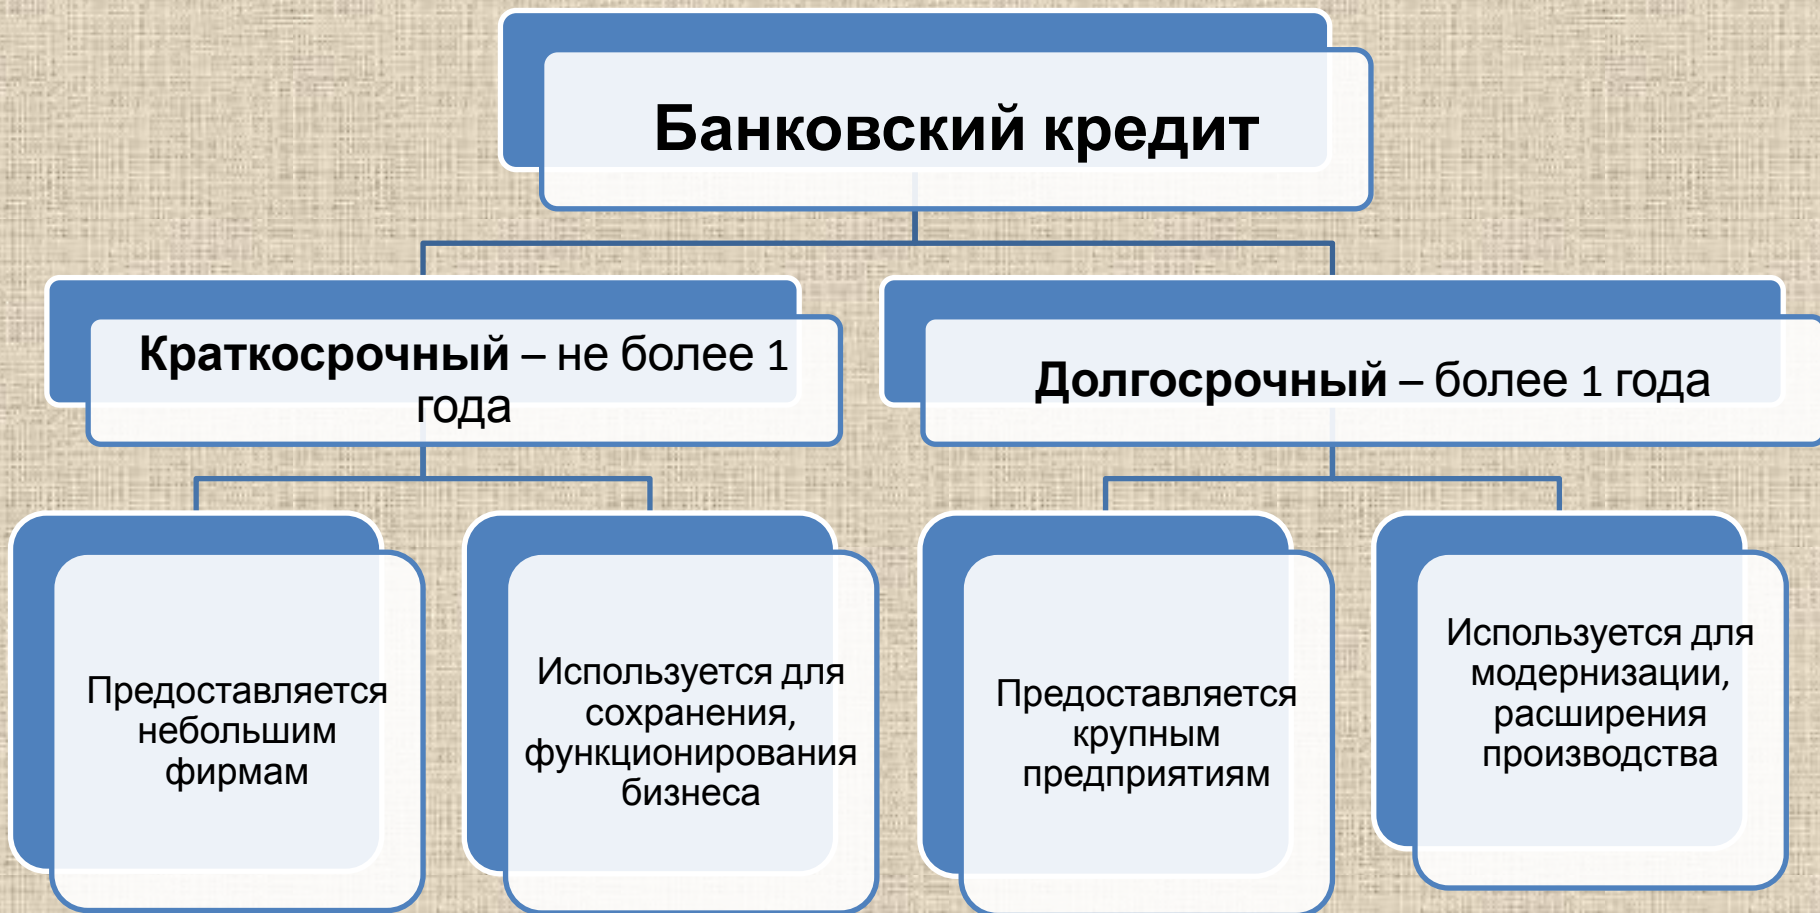 Банковский кредит
Краткосрочный – не более 1
года
Долгосрочный – более 1 года
Предоставляется
небольшим
фирмам
Используется для
сохранения,
функционирования
бизнеса
Предоставляется
крупным
предприятиям
Используется для
модернизации,
расширения
производства